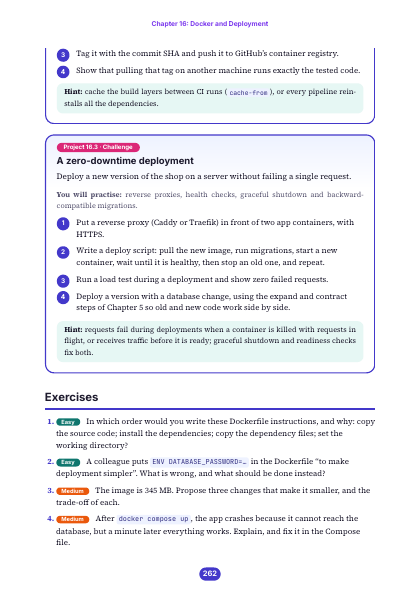 Chapter 16: Docker and Deployment
3 Tag it with the commit SHA and push it to GitHub's container registry.
4 Show that pulling that tag on another machine runs exactly the tested code.
Hint: cache the build layers between CI runs ( cache-from ), or every pipeline rein-
stalls all the dependencies.
Project 16.3 · Challenge
A zero-downtime deployment
Deploy a new version of the shop on a server without failing a single request.
You will practise: reverse proxies, health checks, graceful shutdown and backward-
compatible migrations.
1 Put a reverse proxy (Caddy or Traefik) in front of two app containers, with
HTTPS.
2 Write a deploy script: pull the new image, run migrations, start a new
container, wait until it is healthy, then stop an old one, and repeat.
3 Run a load test during a deployment and show zero failed requests.
4 Deploy a version with a database change, using the expand and contract
steps of Chapter 5 so old and new code work side by side.
Hint: requests fail during deployments when a container is killed with requests in
flight, or receives traffic before it is ready; graceful shutdown and readiness checks
fix both.
Exercises
1. Easy In which order would you write these Dockerfile instructions, and why: copy
the source code; install the dependencies; copy the dependency files; set the
working directory?
2. Easy A colleague puts ENV DATABASE_PASSWORD=… in the Dockerfile “to make
deployment simpler”. What is wrong, and what should be done instead?
3. Medium The image is 345 MB. Propose three changes that make it smaller, and the
trade-off of each.
4. Medium After docker compose up , the app crashes because it cannot reach the
database, but a minute later everything works. Explain, and fix it in the Compose
file.
262